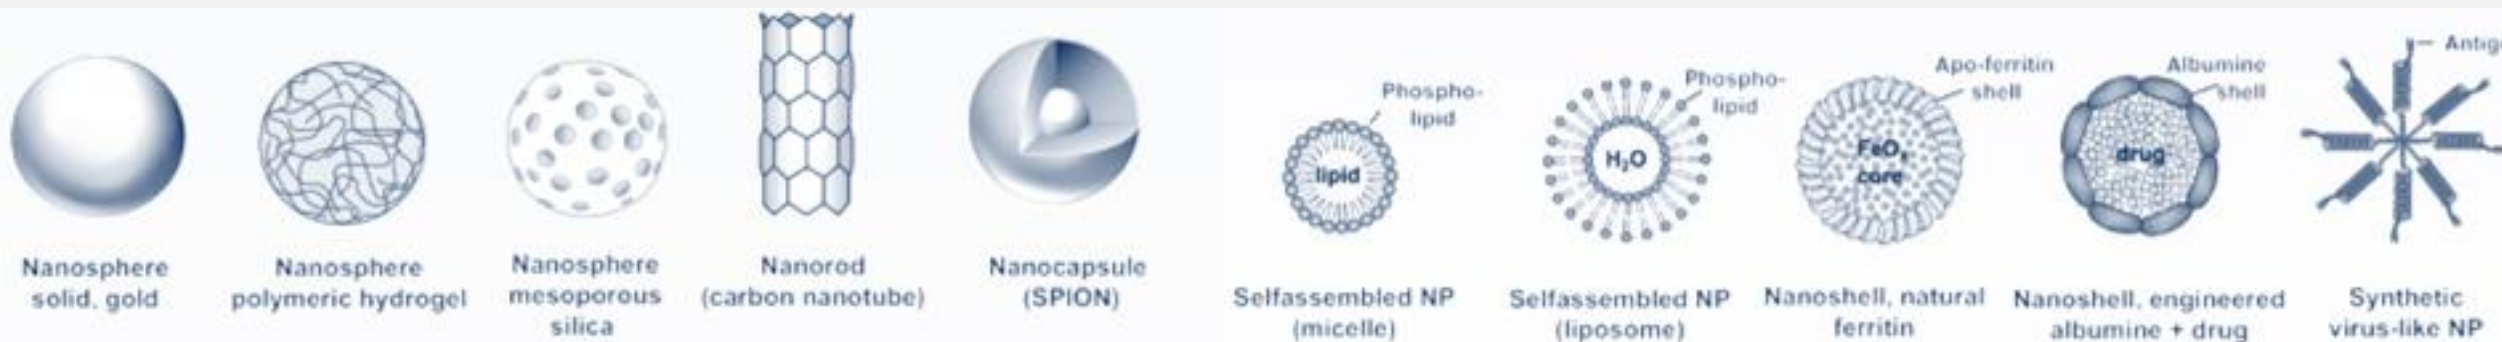 Phospho-
lipid
lipid
Phospho-
lipid
H₂O
Apo-ferritin
shell
FeOₓ
core
Albumine
shell
drug
Antig
Nanosphere
solid, gold
Nanosphere
polymeric hydrogel
Nanosphere
mesoporous
silica
Nanorod
(carbon nanotube)
Nanocapsule
(SPION)
Selfassembled NP
(micelle)
Selfassembled NP
(liposome)
Nanoshell, natural
ferritin
Nanoshell, engineered
albumine + drug
Synthetic
virus-like NP